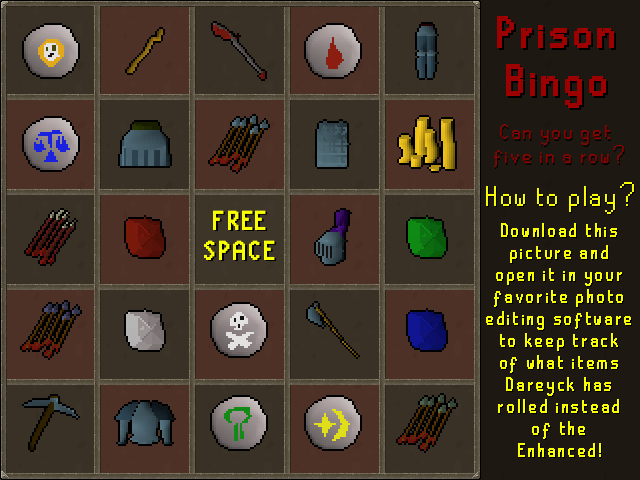 Prison
Bingo
Can you get
five in a row?
How to play?
Download this
picture and
open it in your
favorite photo
editing software
to keep track
of what items
Dareyck has
rolled instead
of the
Enhanced!
FREE
SPACE